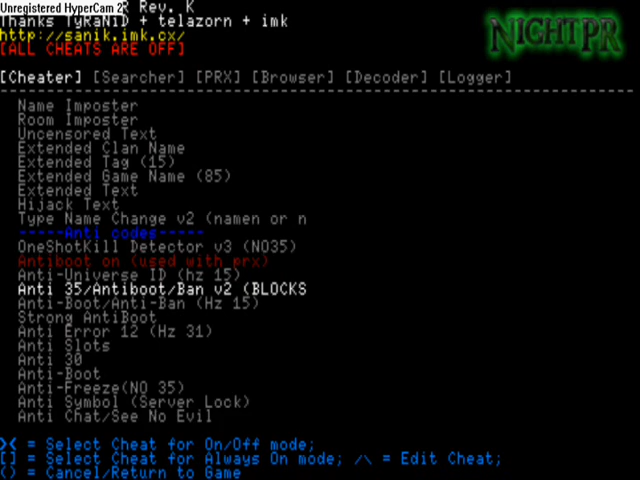 Unregistered HyperCam 2
R Rev. K
Thanks TyRaNiD + telazorn + imk
http://sanik.imk.cx/
[ALL CHEATS ARE OFF]
NIGHTPR
[Cheater] [Searcher] [PRX] [Browser] [Decoder] [Logger]
Name Imposter
Room Imposter
Uncensored Text
Extended Clan Name
Extended Tag (15)
Extended Game Name (85)
Extended Text
Hijack Text
Type Name Change v2 (namen or n
-----Anti codes-----
OneShotKill Detector v3 (NO35)
Antiboot on (used with prx)
Anti-Universe ID (hz 15)
Anti 35/Antiboot/Ban v2 (BLOCKS
Anti-Boot/Anti-Ban (Hz 15)
Strong AntiBoot
Anti Error 12 (Hz 31)
Anti Slots
Anti 30
Anti-Boot
Anti-Freeze(NO 35)
Anti Symbol (Server Lock)
Anti Chat/See No Evil
>< = Select Cheat for On/Off mode;
[] = Select Cheat for Always On mode; /\ = Edit Cheat;
() = Cancel/Return to Game